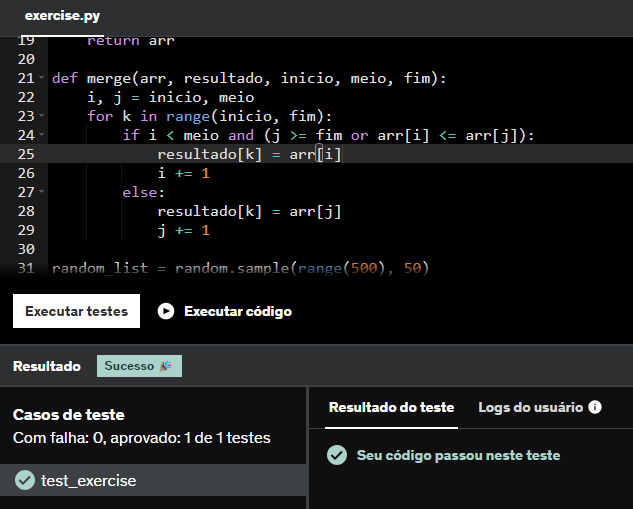 exercise.py
19 return arr
20
21 def merge(arr, resultado, inicio, meio, fim):
22 i, j = inicio, meio
23 for k in range(inicio, fim):
24 if i < meio and (j >= fim or arr[i] <= arr[j]):
25 resultado[k] = arr[i]
26 i += 1
27 else:
28 resultado[k] = arr[j]
29 j += 1
30
31 random_list = random.sample(range(500), 50)
Executar testes
Executar código
Resultado
Sucesso 🎉
Casos de teste
Com falha: 0, aprovado: 1 de 1 testes
test_exercise
Resultado do teste
Logs do usuário
Seu código passou neste teste